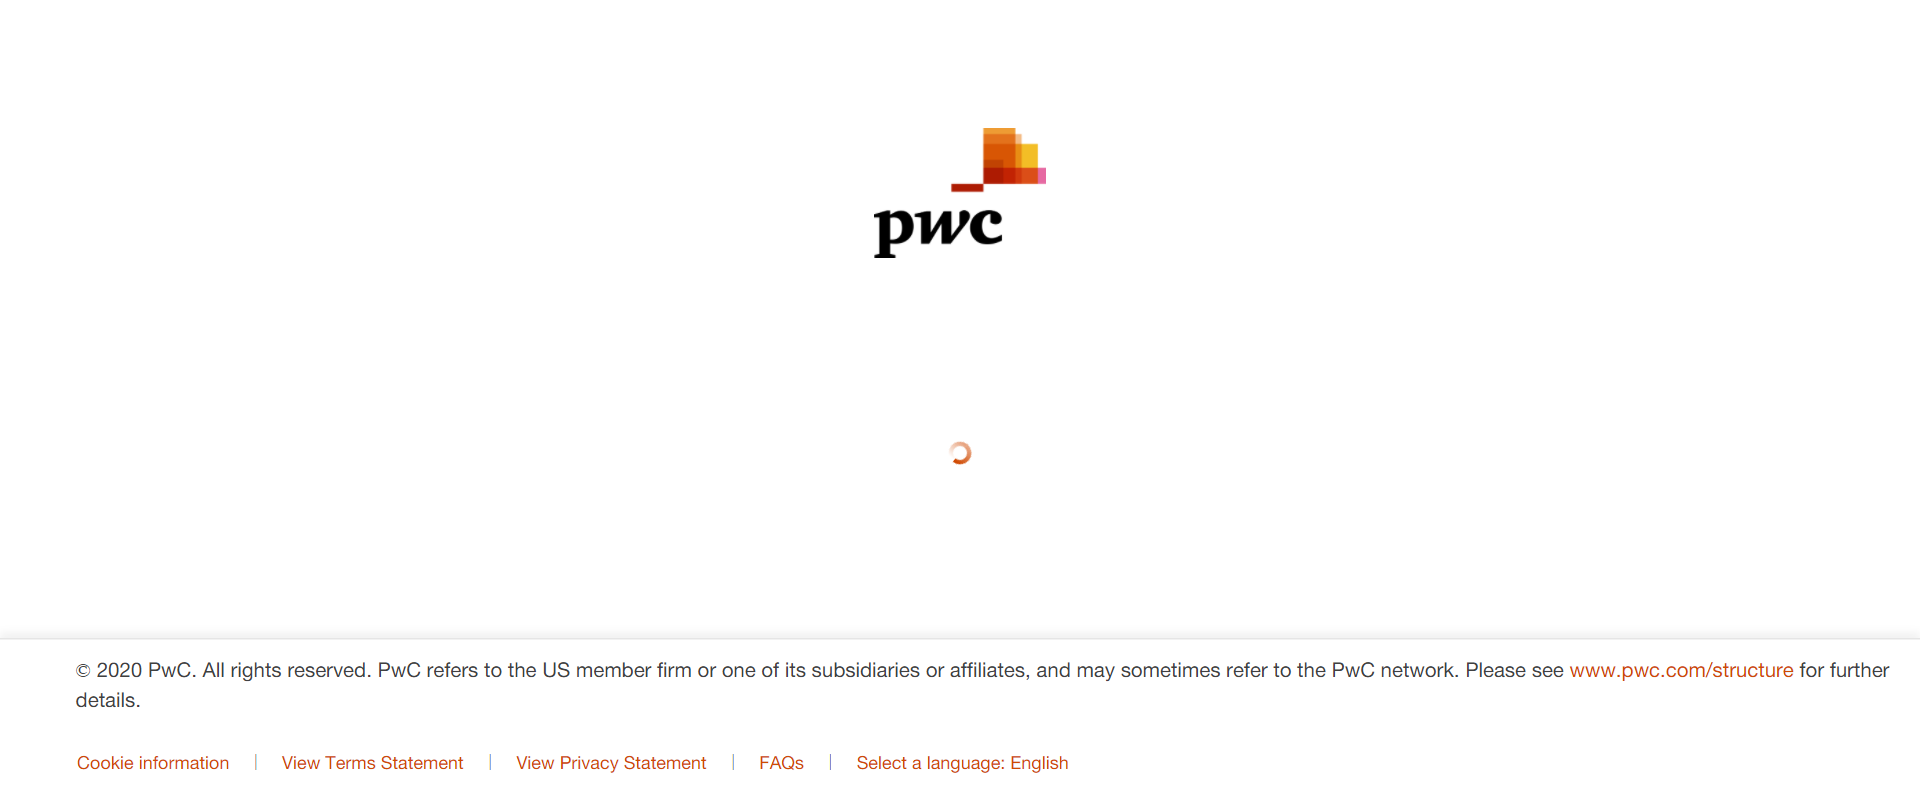 pwc
© 2020 PwC. All rights reserved. PwC refers to the US member firm or one of its subsidiaries or affiliates, and may sometimes refer to the PwC network. Please see www.pwc.com/structure for further
details.
Cookie information | View Terms Statement | View Privacy Statement | FAQs | Select a language: English